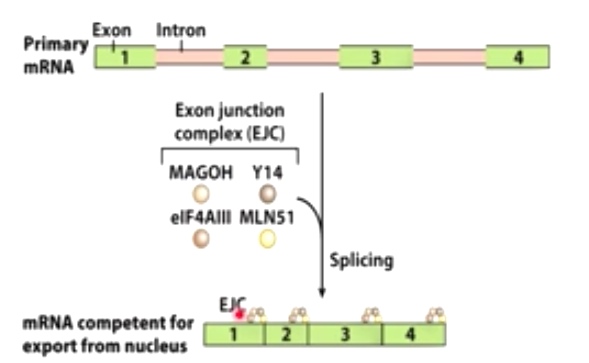 Exon Intron
Primary
mRNA
1 2 3 4
Exon junction
complex (EJC)
MAGOH Y14
eIF4AIII MLN51
Splicing
EJC
mRNA competent for
export from nucleus
1 2 3 4